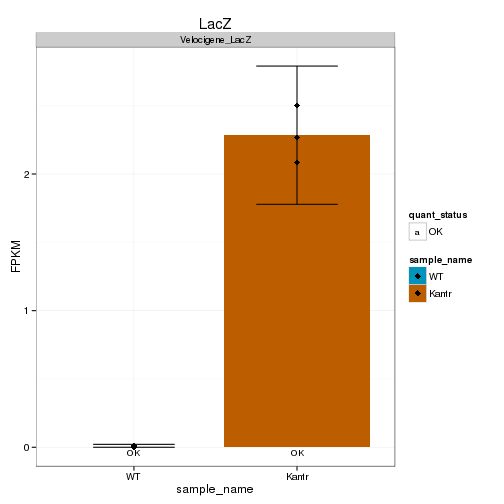 LacZ
Velocigene_LacZ
FPKM
2
1
0
OK
OK
WT
Kantr
sample_name
quant_status
a OK
sample_name
WT
Kantr